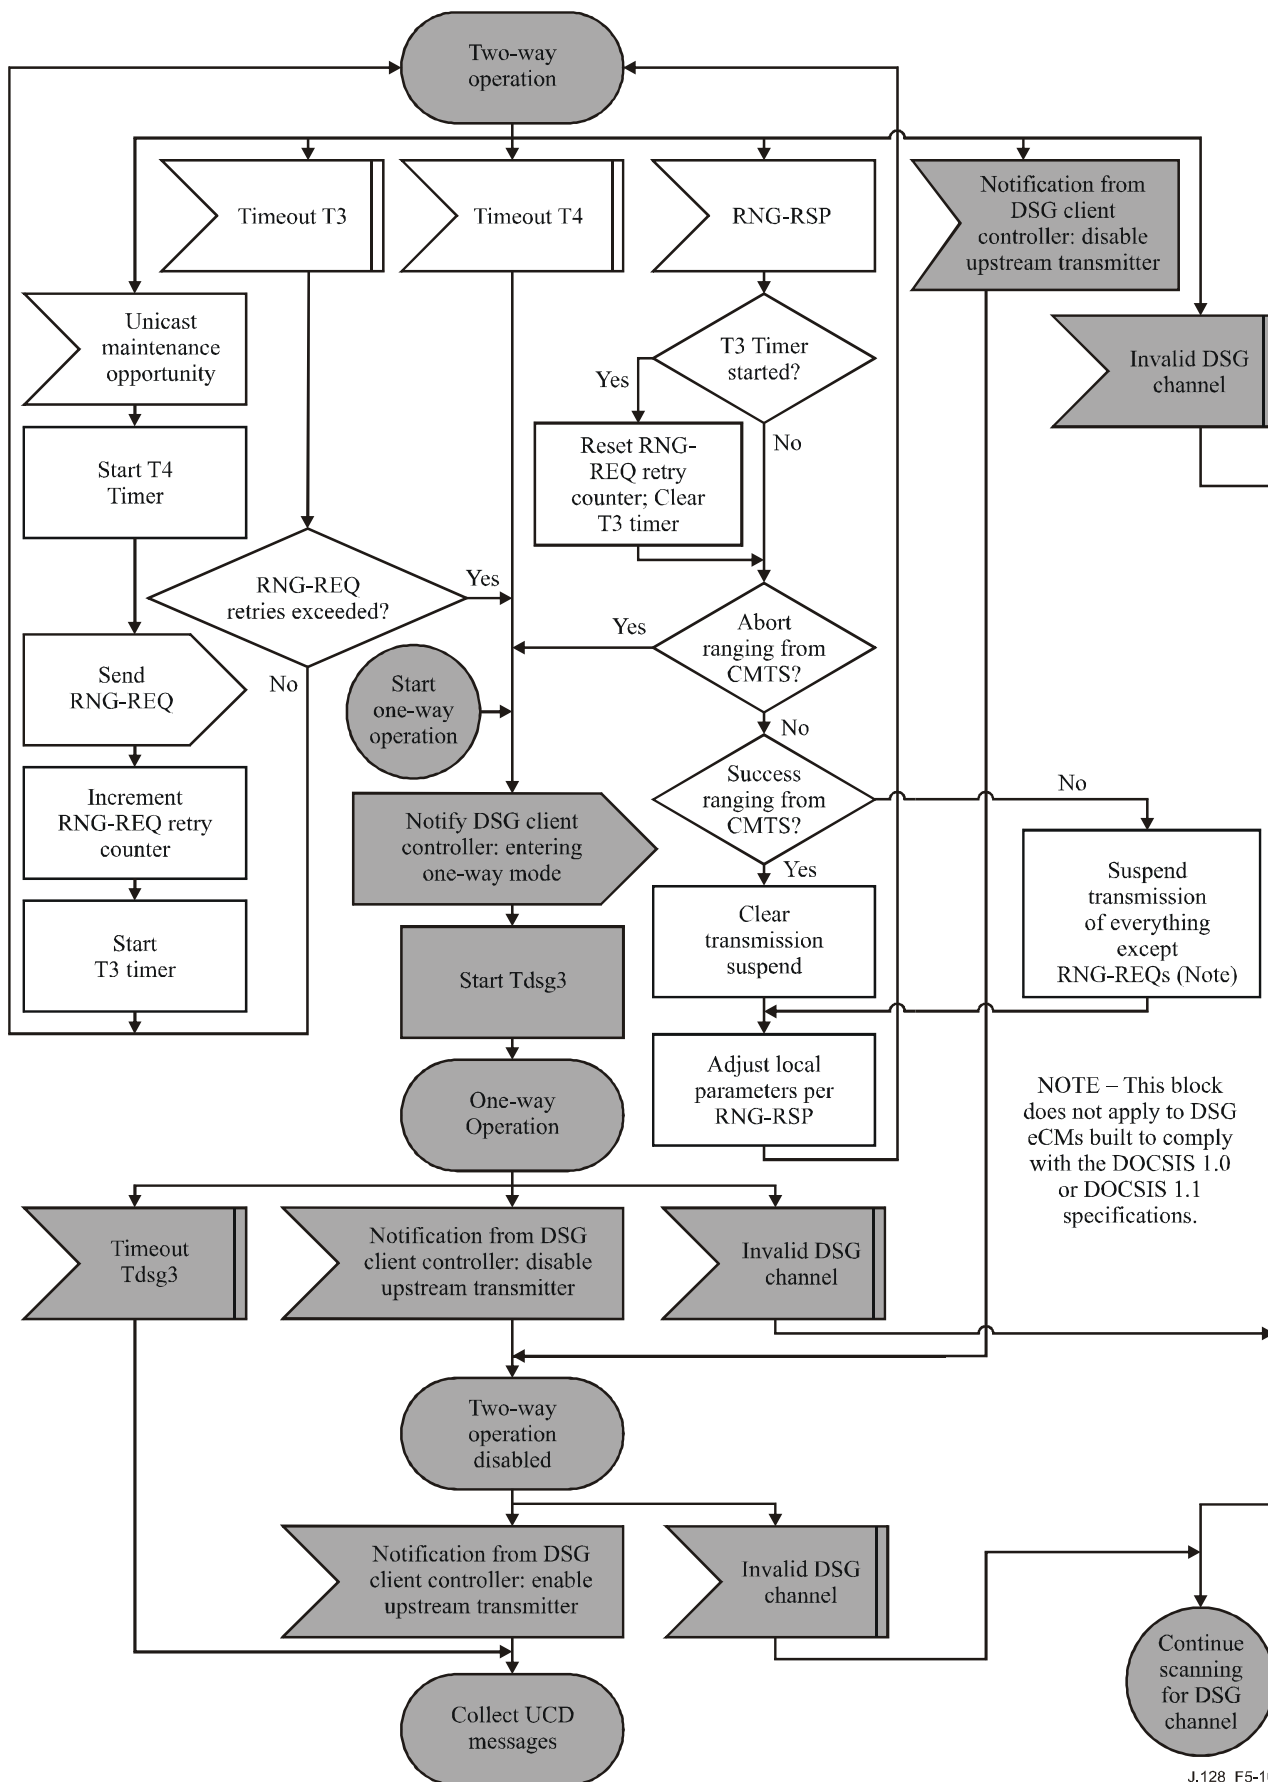 Two-way
operation
Timeout T3
Timeout T4
RNG-RSP
Notification from
DSG client
controller: disable
upstream transmitter
Unicast
maintenance
opportunity
T3 Timer
started?
Invalid DSG
channel
Yes
No
Start T4
Timer
Reset RNG-
REQ retry
counter; Clear
T3 timer
RNG-REQ
retries exceeded?
Yes
No
Abort
ranging from
CMTS?
Yes
No
Send
RNG-REQ
Start
one-way
operation
Increment
RNG-REQ retry
counter
Notify DSG client
controller: entering
one-way mode
Success
ranging from
CMTS?
No
Yes
Suspend
transmission
of everything
except
RNG-REQs (Note)
Start
T3 timer
Start Tdsg3
Clear
transmission
suspend
One-way
Operation
Adjust local
parameters per
RNG-RSP
NOTE – This block
does not apply to DSG
eCMs built to comply
with the DOCSIS 1.0
or DOCSIS 1.1
specifications.
Timeout
Tdsg3
Notification from DSG
client controller: disable
upstream transmitter
Invalid DSG
channel
Two-way
operation
disabled
Notification from DSG
client controller: enable
upstream transmitter
Invalid DSG
channel
Continue
scanning
for DSG
channel
Collect UCD
messages